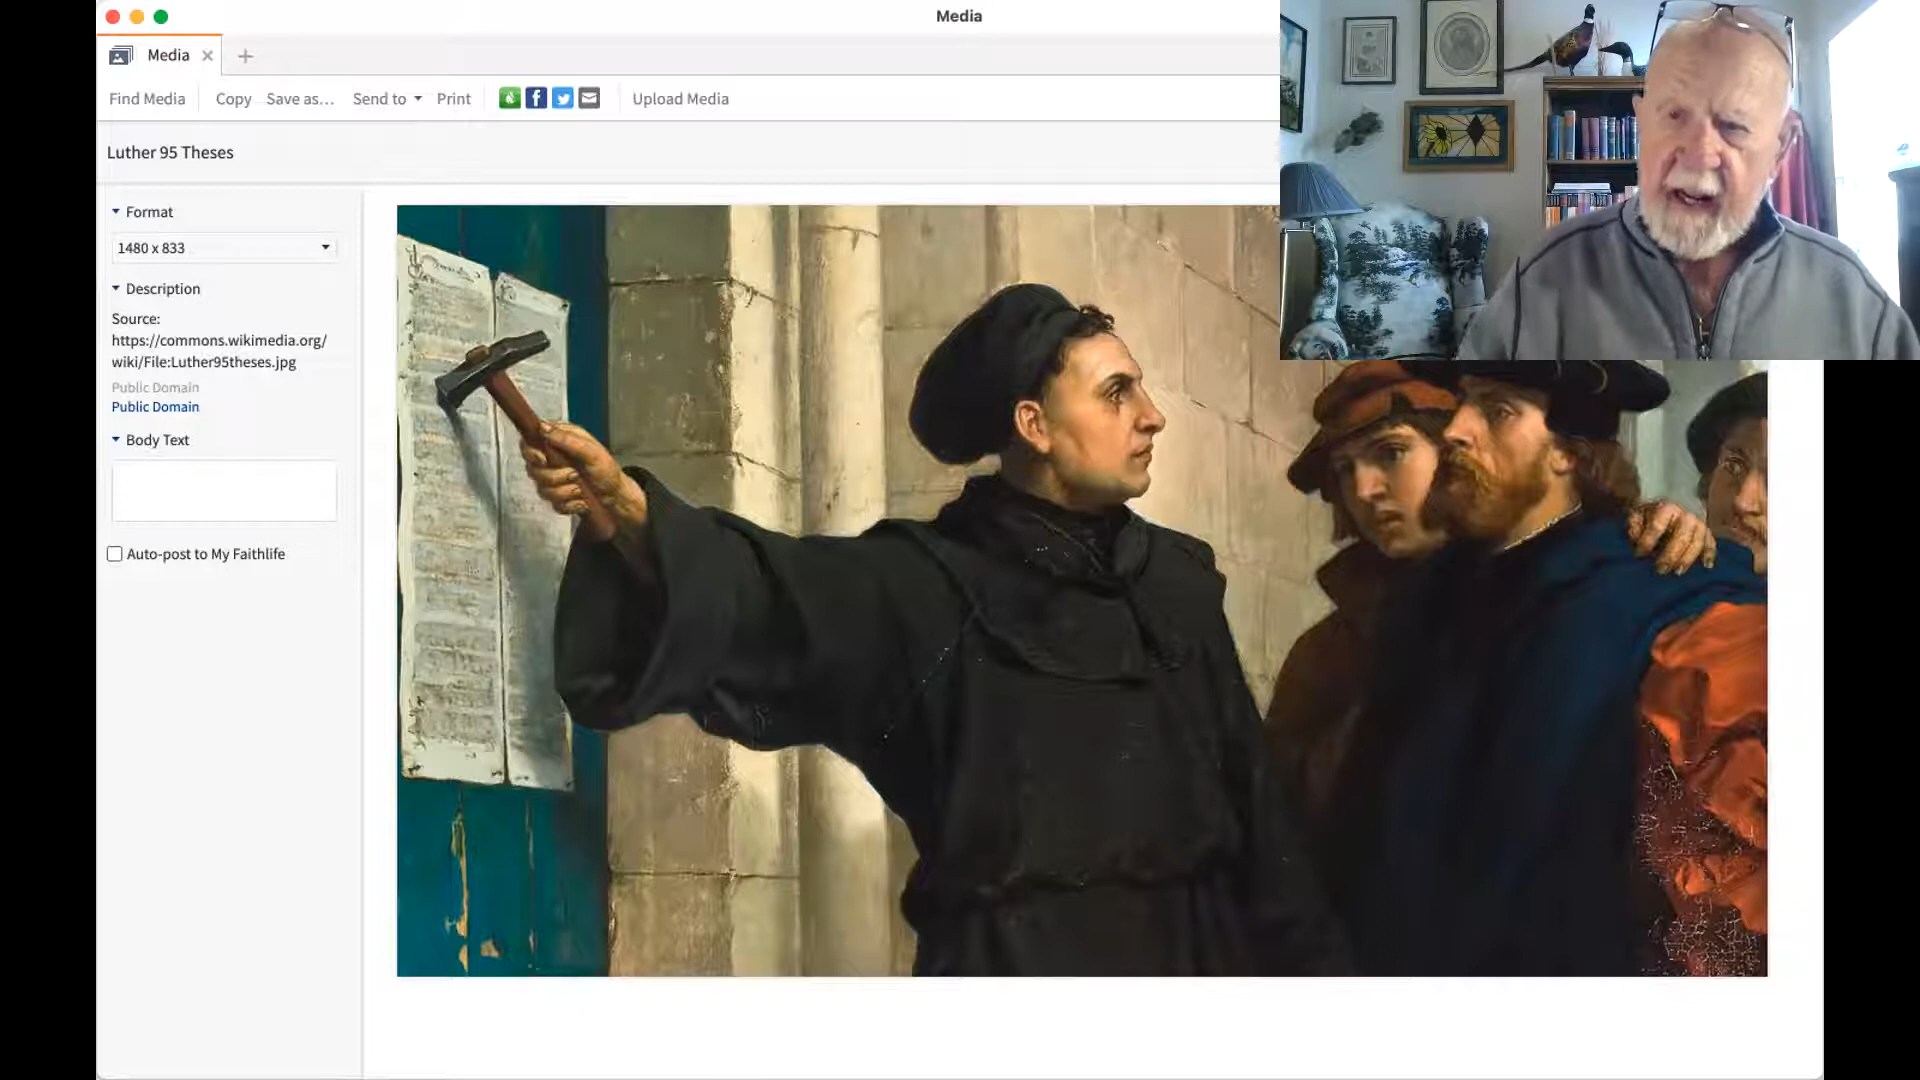 Media
Media
Find Media Copy Save as... Send to Print Upload Media
Luther 95 Theses
Format
1480 x 833
Description
Source:
https://commons.wikimedia.org/
wiki/File:Luther95theses.jpg
Public Domain
Public Domain
Body Text
Auto-post to My Faithlife